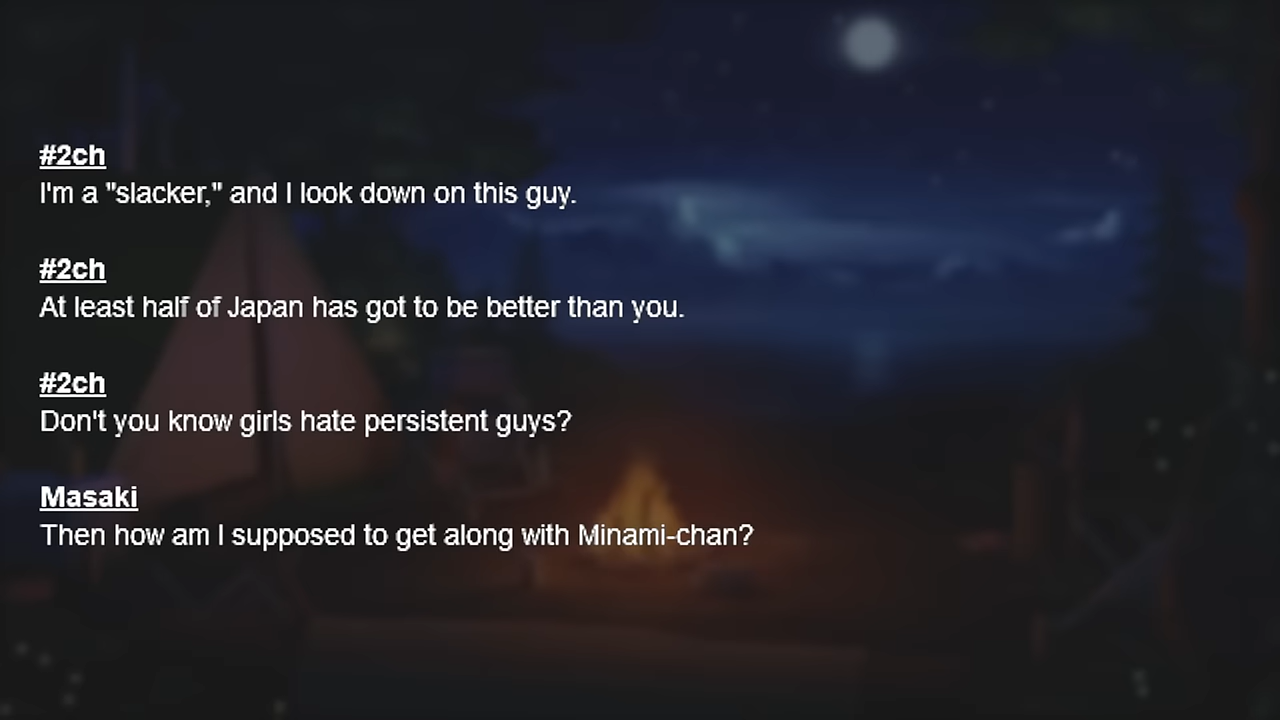 #2ch
I'm a "slacker," and I look down on this guy.
#2ch
At least half of Japan has got to be better than you.
#2ch
Don't you know girls hate persistent guys?
Masaki
Then how am I supposed to get along with Minami-chan?